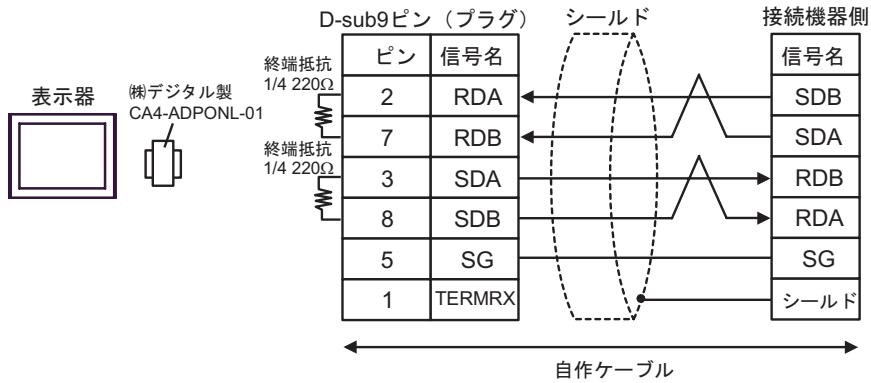 D-sub9ピン（プラグ）
シールド
接続機器側
ピン 信号名
信号名
終端抵抗
1/4 220Ω
2 RDA
SDB
表示器
㈱デジタル製
CA4-ADPONL-01
7 RDB
SDA
終端抵抗
1/4 220Ω
3 SDA
RDB
8 SDB
RDA
5 SG
SG
1 TERMRX
シールド
自作ケーブル